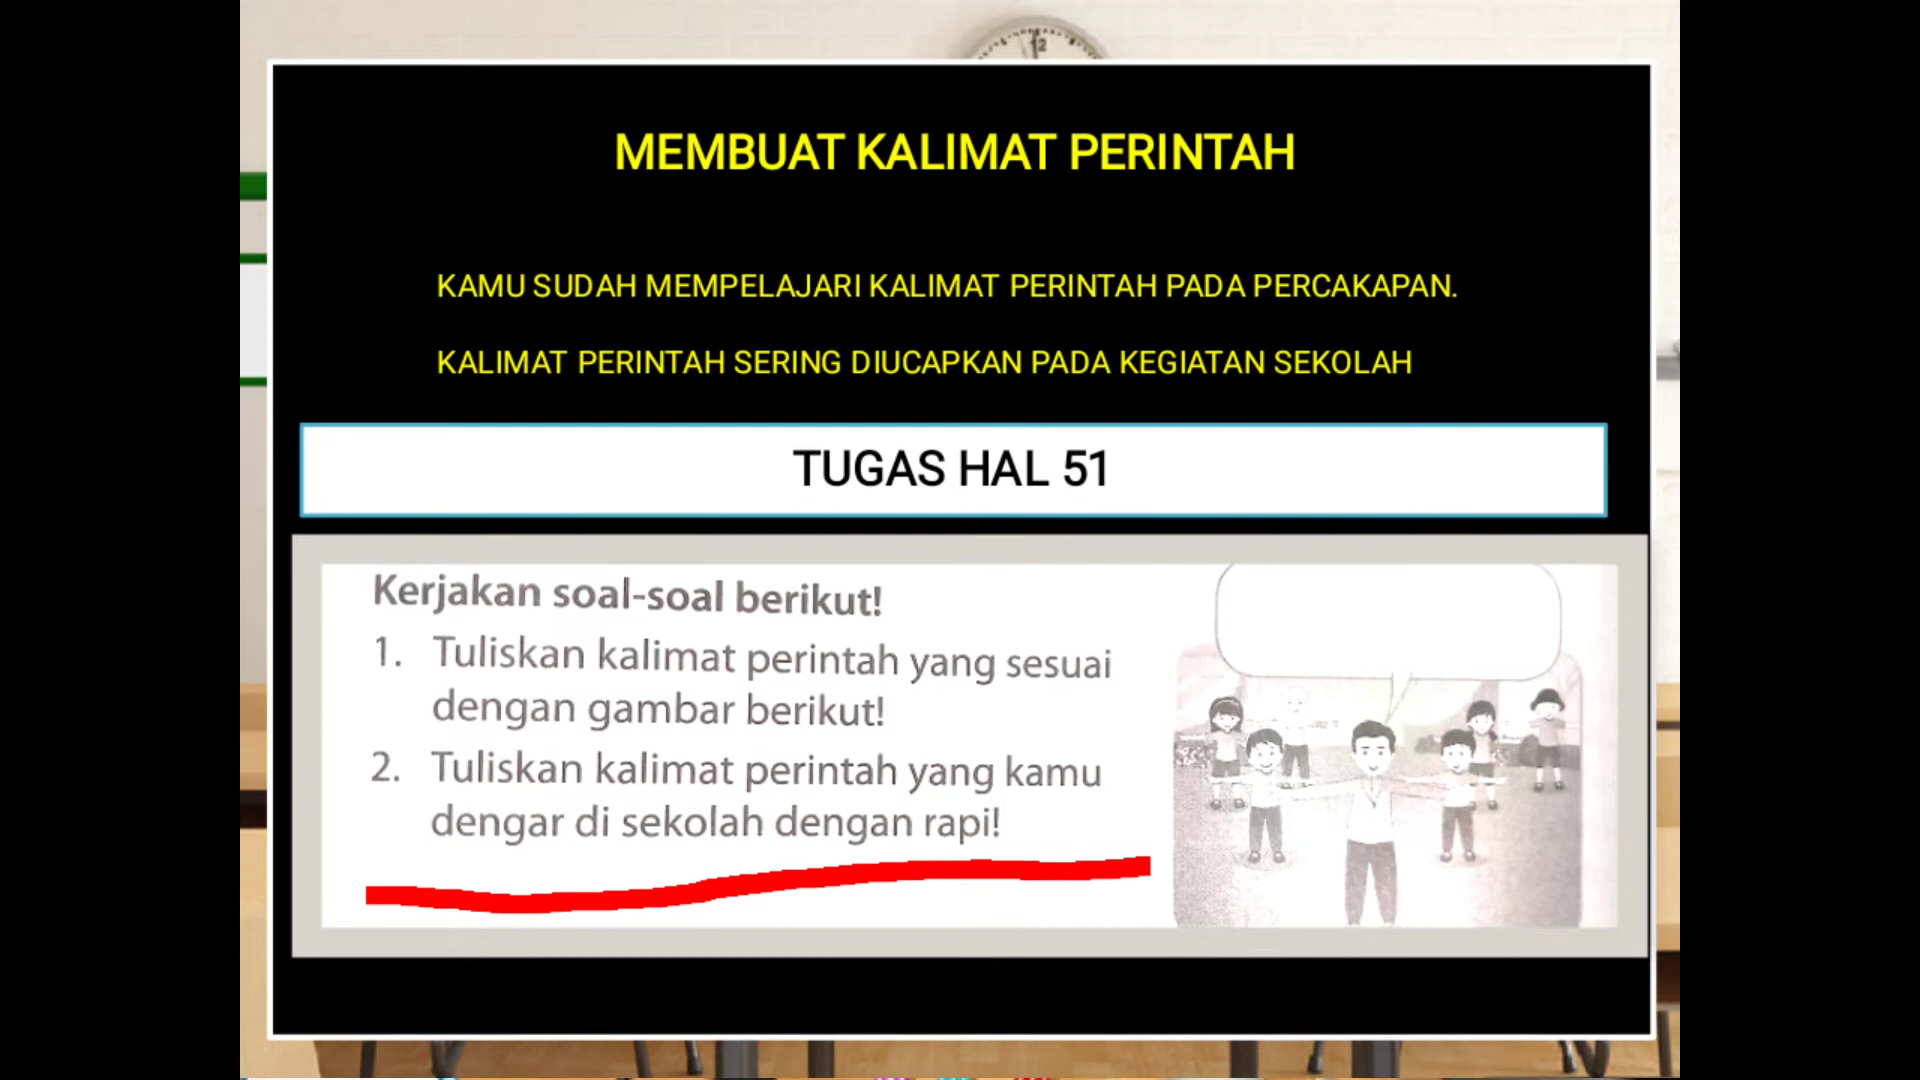 MEMBUAT KALIMAT PERINTAH
KAMU SUDAH MEMPELAJARI KALIMAT PERINTAH PADA PERCAKAPAN.
KALIMAT PERINTAH SERING DIUCAPKAN PADA KEGIATAN SEKOLAH
TUGAS HAL 51
Kerjakan soal-soal berikut!
1. Tuliskan kalimat perintah yang sesuai
dengan gambar berikut!
2. Tuliskan kalimat perintah yang kamu
dengar di sekolah dengan rapi!